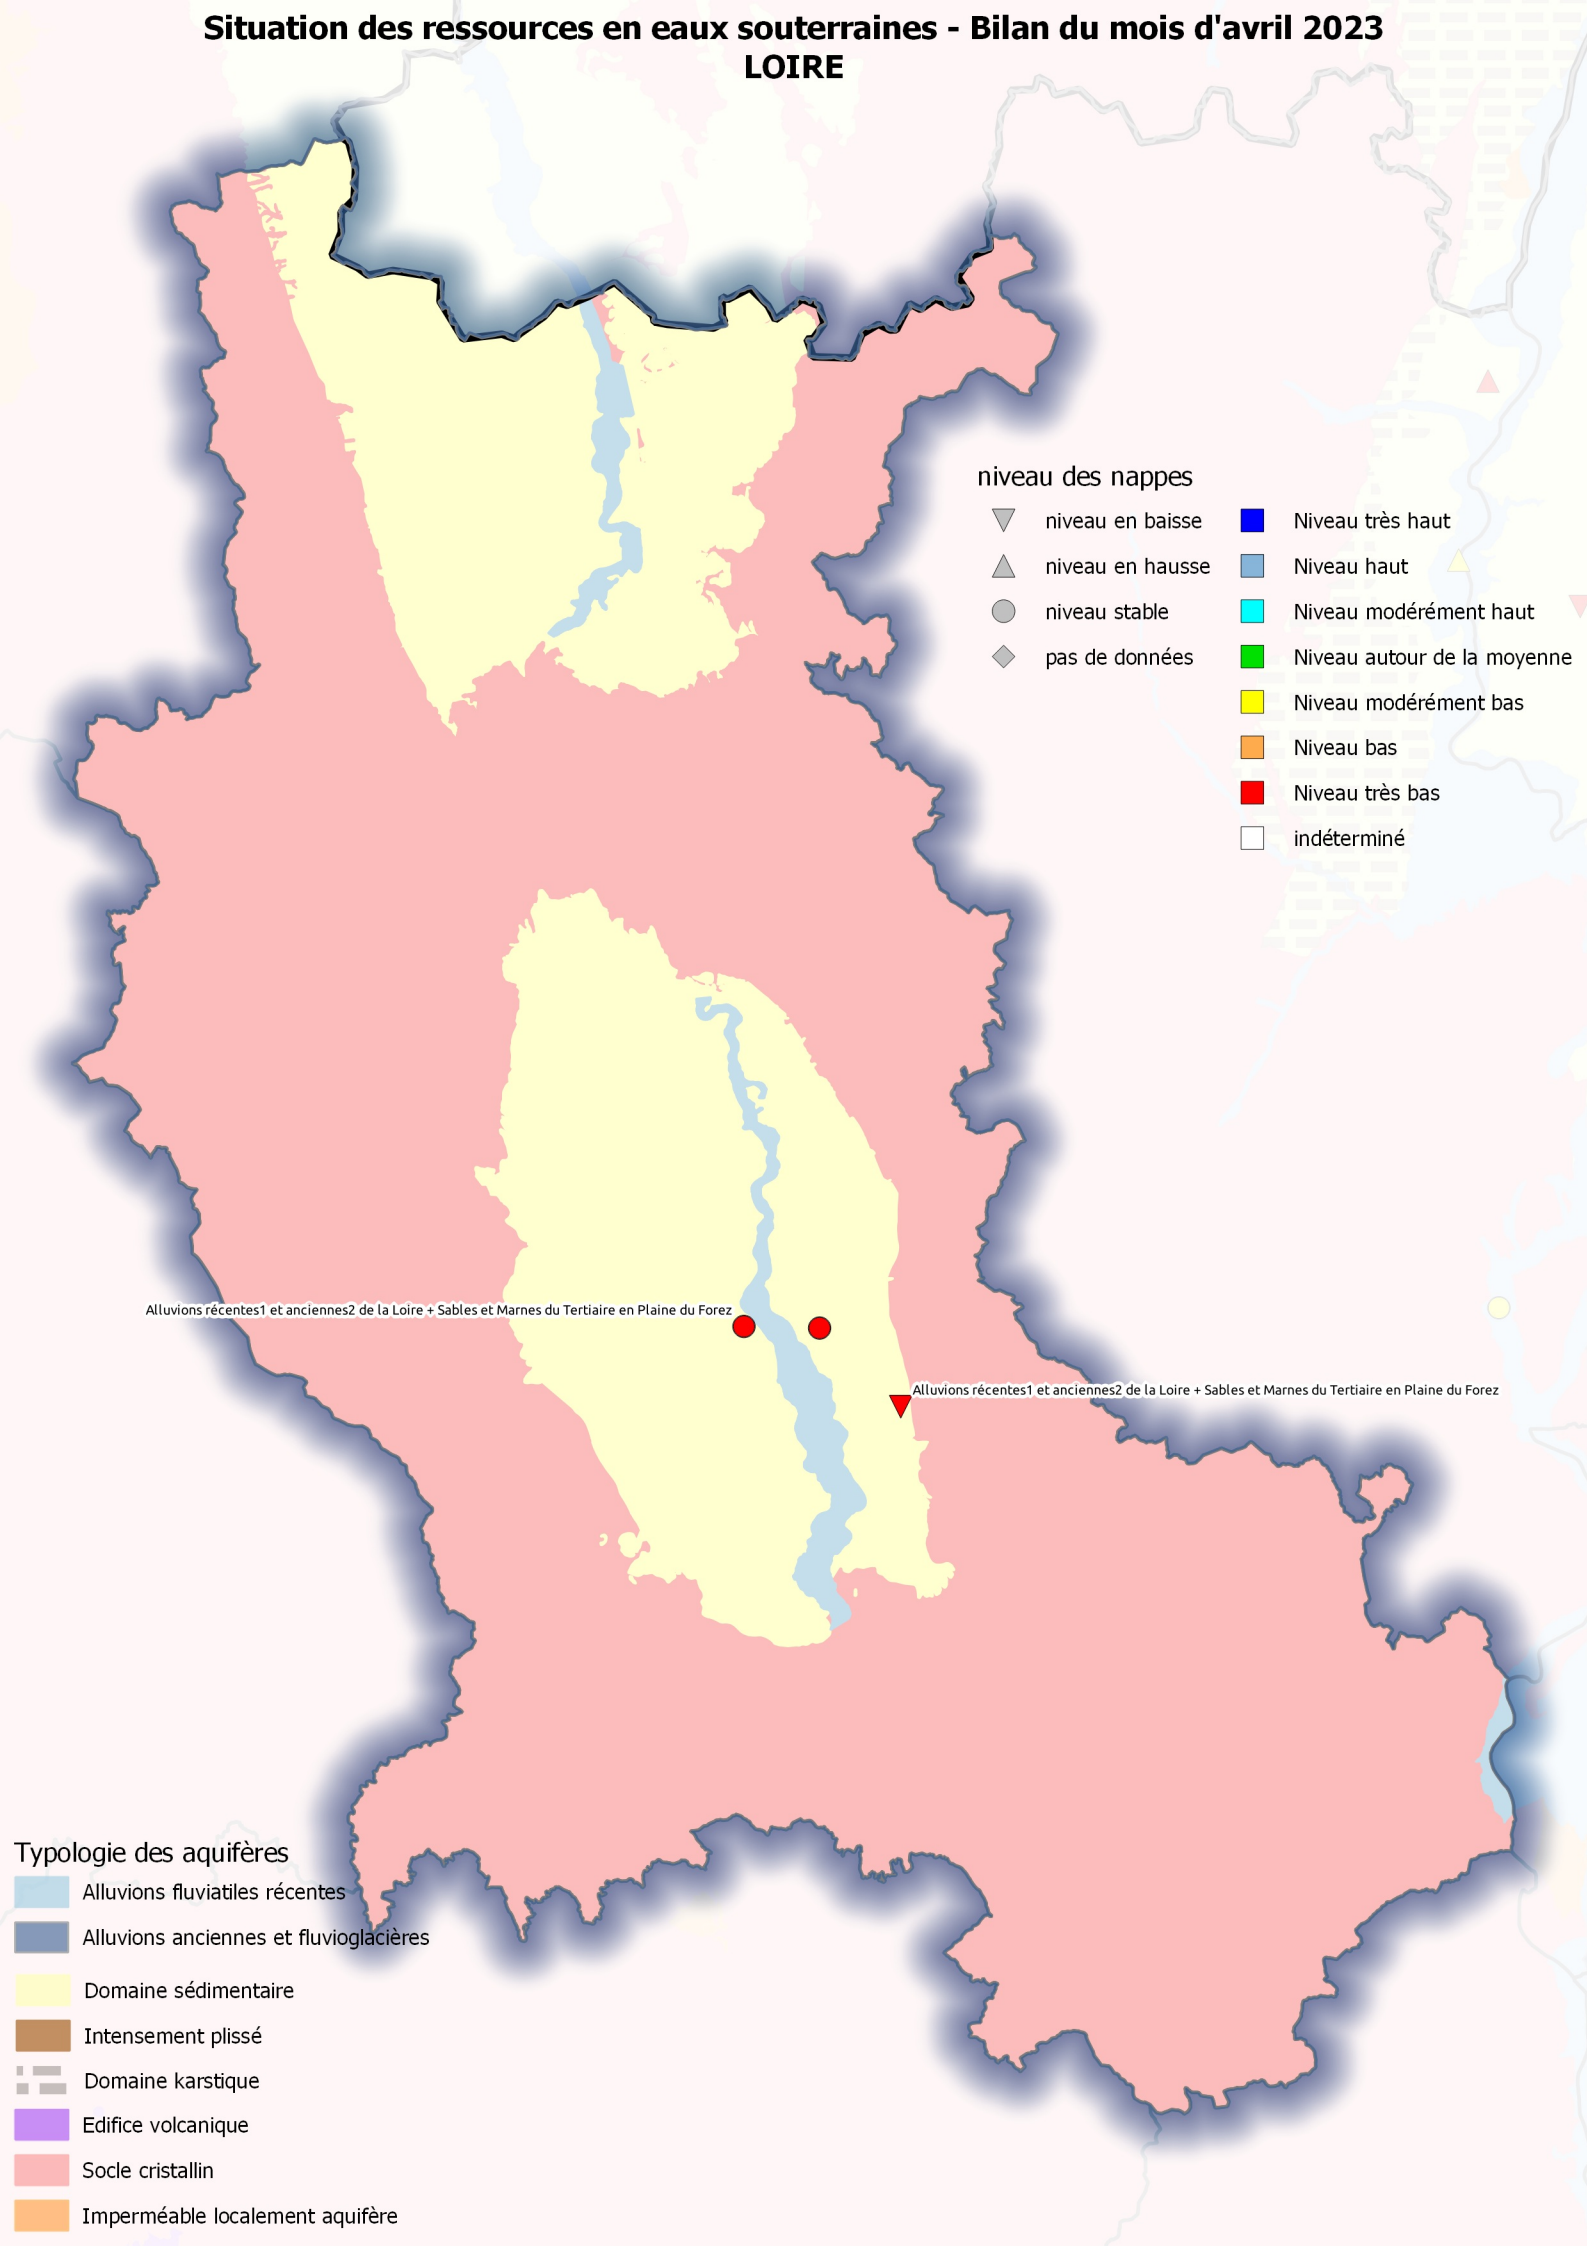 Situation des ressources en eaux souterraines - Bilan du mois d'avril 2023
LOIRE
niveau des nappes
niveau en baisse
niveau en hausse
niveau stable
pas de données
Niveau très haut
Niveau haut
Niveau modérément haut
Niveau autour de la moyenne
Niveau modérément bas
Niveau bas
Niveau très bas
indéterminé
Alluvions récentes1 et anciennes2 de la Loire + Sables et Marnes du Tertiaire en Plaine du Forez
Alluvions récentes1 et anciennes2 de la Loire + Sables et Marnes du Tertiaire en Plaine du Forez
Typologie des aquifères
Alluvions fluviatiles récentes
Alluvions anciennes et fluvioglacières
Domaine sédimentaire
Intensement plissé
Domaine karstique
Edifice volcanique
Socle cristallin
Imperméable localement aquifère